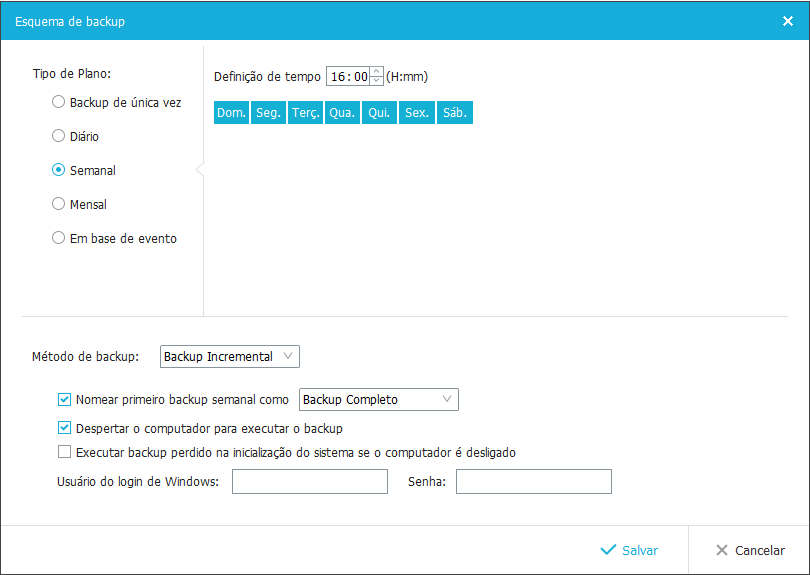 Esquema de backup
Tipo de Plano:
Backup de única vez
Diário
Semanal
Mensal
Em base de evento
Definição de tempo 16:00 (H:mm)
Dom. Seg. Terç. Qua. Qui. Sex. Sáb.
Método de backup: Backup Incremental
Nomear primeiro backup semanal como Backup Completo
Despertar o computador para executar o backup
Executar backup perdido na inicialização do sistema se o computador é desligado
Usuário do login de Windows: Senha:
Salvar Cancelar